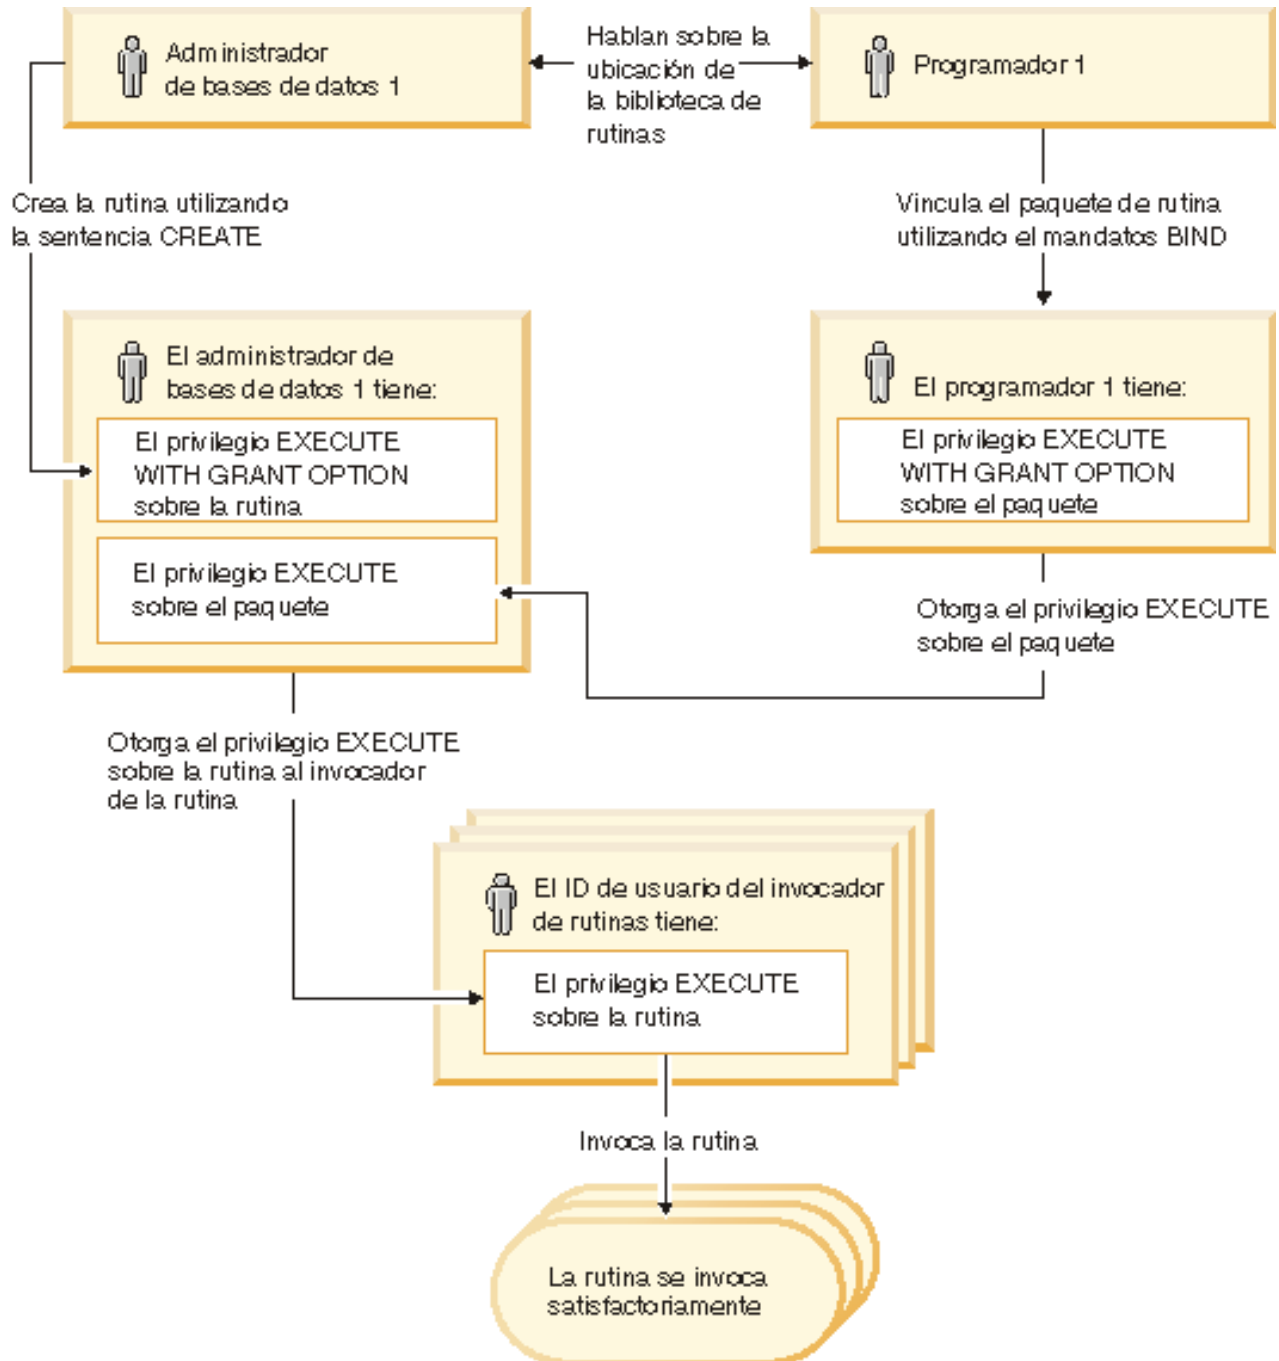 Administrador
de bases de datos 1
Hablan sobre la
ubicación de
la biblioteca de
rutinas
Programador 1
Crea la rutina utilizando
la sentencia CREATE
Vincula el paquete de rutina
utilizando el mandatos BIND
El administrador de
bases de datos 1 tiene:
El privilegio EXECUTE
WITH GRANT OPTION
sobre la rutina
El privilegio EXECUTE
sobre el paquete
El programador 1 tiene:
El privilegio EXECUTE
WITH GRANT OPTION
sobre el paquete
Otorga el privilegio EXECUTE
sobre el paquete
Otorga el privilegio EXECUTE
sobre la rutina al invocador
de la rutina
El ID de usuario del invocador
de rutinas tiene:
El privilegio EXECUTE
sobre la rutina
Invoca la rutina
La rutina se invoca
satisfactoriamente